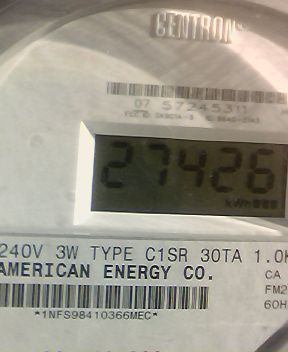 CENTRON
07 57245311
27426
kWh
240V 3W TYPE C1SR 30TA 1.0K
AMERICAN ENERGY CO.
CA
FM2
60H
*1NFS98410366MEC*